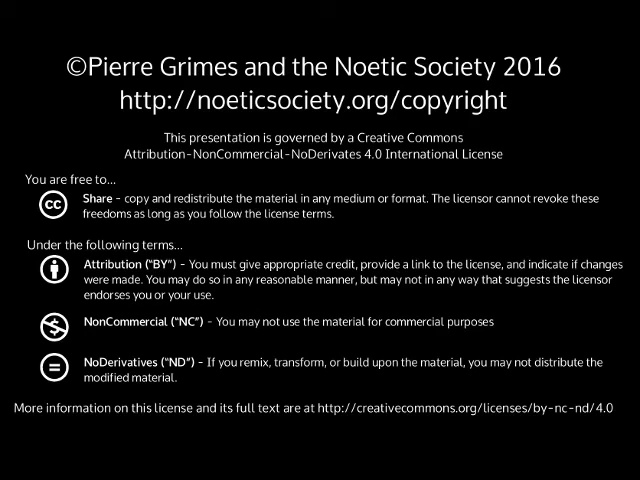 ©Pierre Grimes and the Noetic Society 2016
http://noeticsociety.org/copyright
This presentation is governed by a Creative Commons
Attribution-NonCommercial-NoDerivates 4.0 International License
You are free to...
cc
Share - copy and redistribute the material in any medium or format. The licensor cannot revoke these
freedoms as long as you follow the license terms.
Under the following terms...
Attribution ("BY") - You must give appropriate credit, provide a link to the license, and indicate if changes
were made. You may do so in any reasonable manner, but may not in any way that suggests the licensor
endorses you or your use.
NonCommercial ("NC") - You may not use the material for commercial purposes
NoDerivatives ("ND") - If you remix, transform, or build upon the material, you may not distribute the
modified material.
More information on this license and its full text are at http://creativecommons.org/licenses/by-nc-nd/4.0